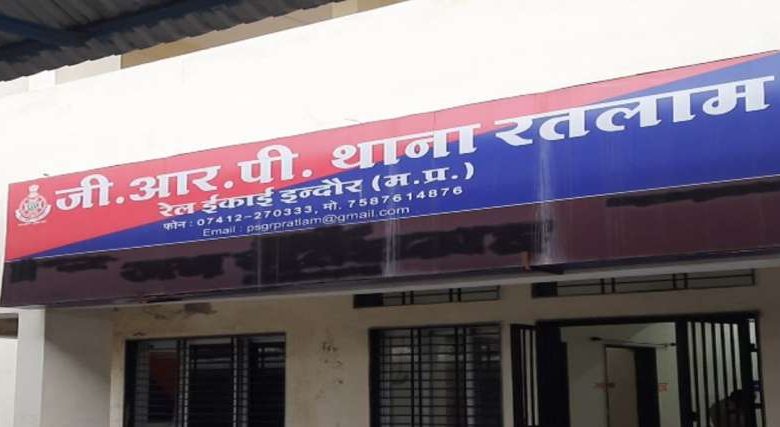 जी.आर.पी. थाना रतलाम
रेल ईकाई इन्दौर (म.प्र.)
फोन : 07412-270333, मो. 7587614876
Email : psgrpratlam@gmail.com